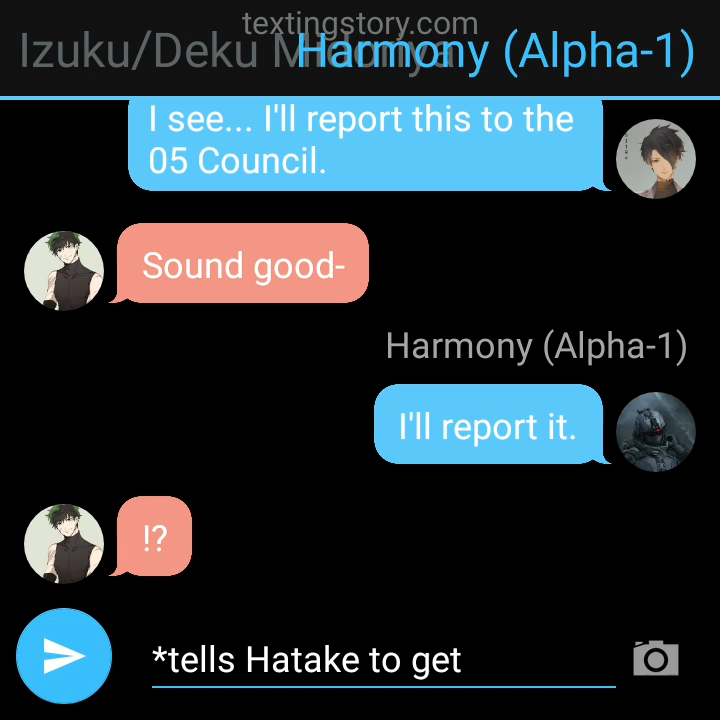 textingstory.com
Izuku/Deku Midoriya
Harmony (Alpha-1)
I see... I'll report this to the
05 Council.
Sound good-
Harmony (Alpha-1)
I'll report it.
!?
*tells Hatake to get